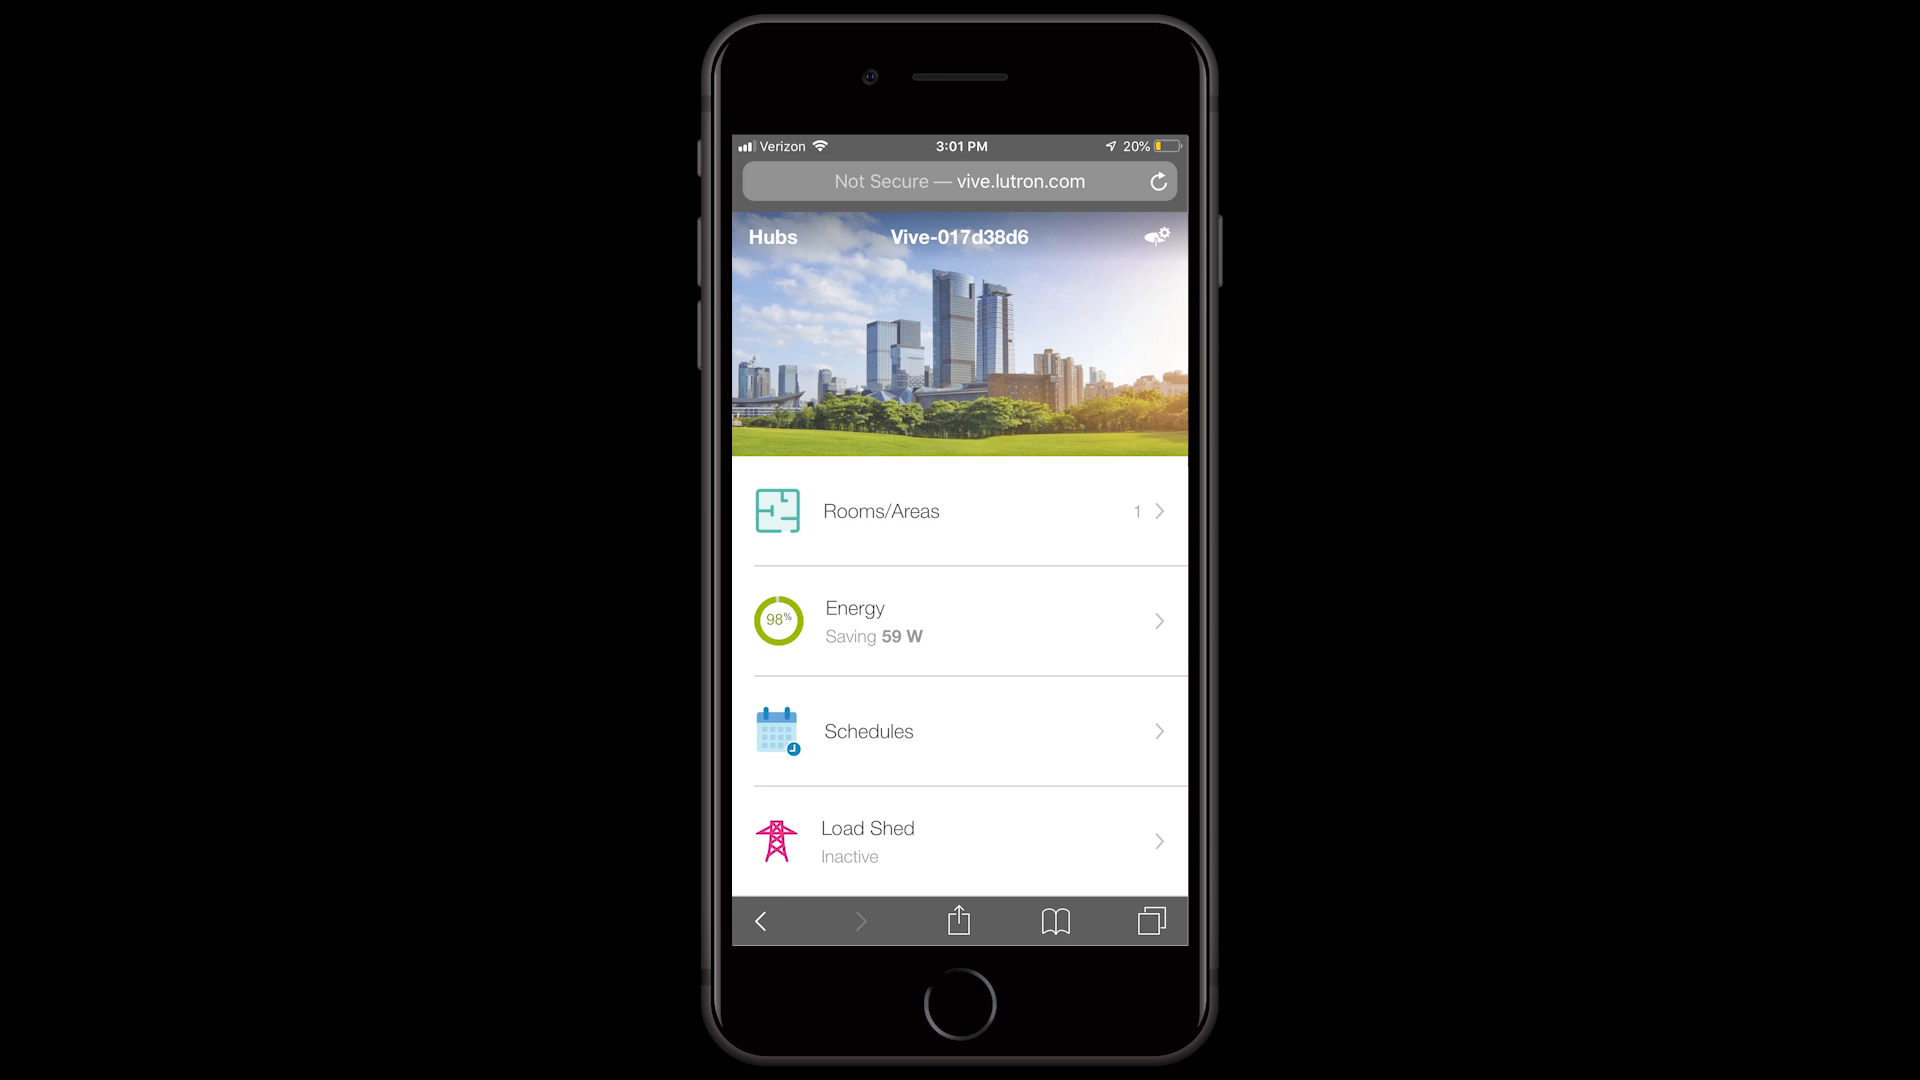 Verizon 3:01 PM 20%
Not Secure — vive.lutron.com
Hubs Vive-017d38d6
Rooms/Areas 1
98% Energy
Saving 59 W
Schedules
Load Shed
Inactive